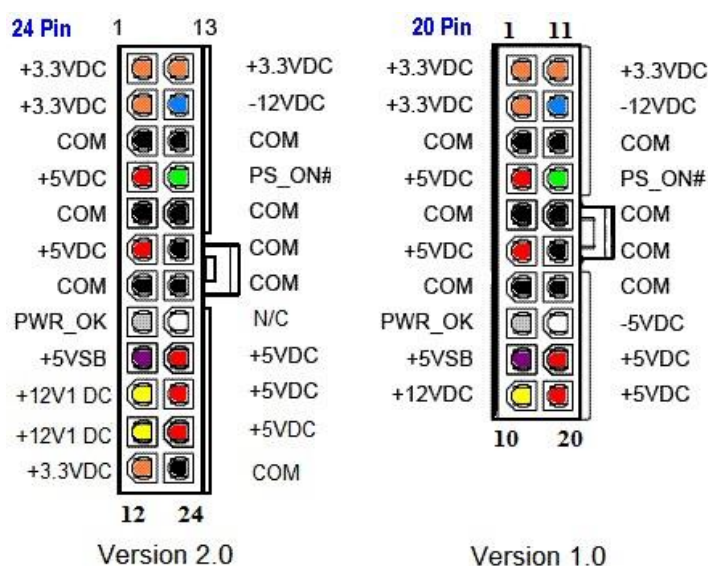 24 Pin 1 13
+3.3VDC +3.3VDC
+3.3VDC -12VDC
COM COM
+5VDC PS_ON#
COM COM
+5VDC COM
COM COM
PWR_OK N/C
+5VSB +5VDC
+12V1 DC +5VDC
+12V1 DC +5VDC
+3.3VDC COM
12 24
Version 2.0
20 Pin 1 11
+3.3VDC +3.3VDC
+3.3VDC -12VDC
COM COM
+5VDC PS_ON#
COM COM
+5VDC COM
COM COM
PWR_OK -5VDC
+5VSB +5VDC
+12VDC +5VDC
10 20
Version 1.0